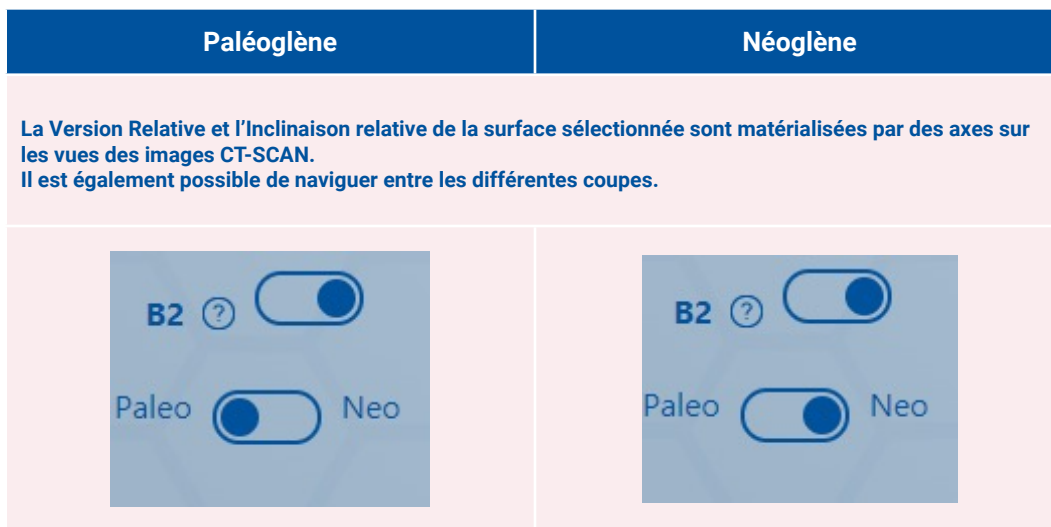 Paléoglène
Néoglène
La Version Relative et l’Inclinaison relative de la surface sélectionnée sont matérialisées par des axes sur
les vues des images CT-SCAN.
Il est également possible de naviguer entre les différentes coupes.
B2 ?
Paleo Neo
B2 ?
Paleo Neo